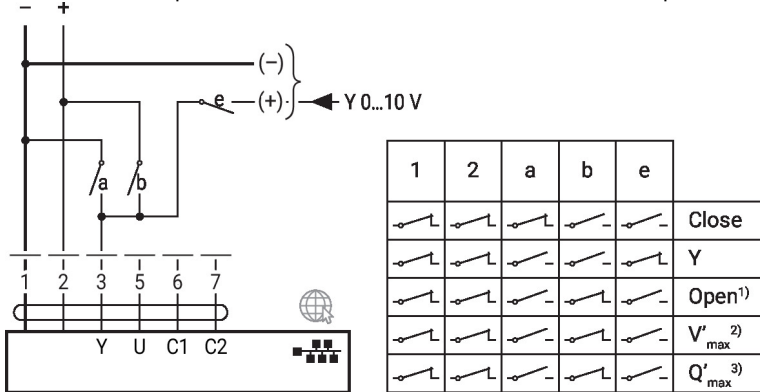 − +
(−)
e (+) Y 0...10 V
a b
1 2 3 5 6 7
Y U C1 C2
1 2 a b e
Close
Y
Open1)
V'max 2)
Q'max 3)